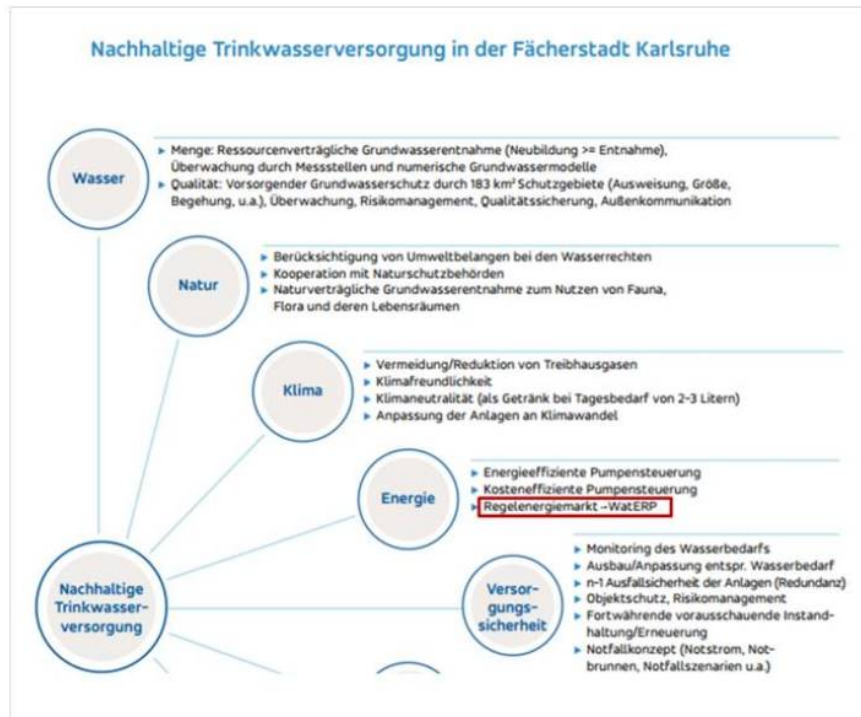 Nachhaltige Trinkwasserversorgung in der Fächerstadt Karlsruhe
Wasser
▸ Menge: Ressourcenverträgliche Grundwasserentnahme (Neubildung >= Entnahme),
Überwachung durch Messstellen und numerische Grundwassermodelle
▸ Qualität: Vorsorgender Grundwasserschutz durch 183 km² Schutzgebiete (Ausweisung, Größe,
Begehung, u.a.), Überwachung, Risikomanagement, Qualitätssicherung, Außenkommunikation
Natur
▸ Berücksichtigung von Umweltbelangen bei den Wasserrechten
▸ Kooperation mit Naturschutzbehörden
▸ Naturverträgliche Grundwasserentnahme zum Nutzen von Fauna,
Flora und deren Lebensräumen
Klima
▸ Vermeidung/Reduktion von Treibhausgasen
▸ Klimafreundlichkeit
▸ Klimaneutralität (als Getränk bei Tagesbedarf von 2-3 Litern)
▸ Anpassung der Anlagen an Klimawandel
Energie
▸ Energieeffiziente Pumpensteuerung
▸ Kosteneffiziente Pumpensteuerung
▸ Regelenergiemarkt –WatERP
Nachhaltige
Trinkwasser-
versorgung
Versor-
gungs-
sicherheit
▸ Monitoring des Wasserbedarfs
▸ Ausbau/Anpassung entspr. Wasserbedarf
▸ n-1 Ausfallsicherheit der Anlagen (Redundanz)
▸ Objektschutz, Risikomanagement
▸ Fortwährende vorausschauende Instand-
haltung/Erneuerung
▸ Notfallkonzept (Notstrom, Not-
brunnen, Notfallszenarien u.a.)